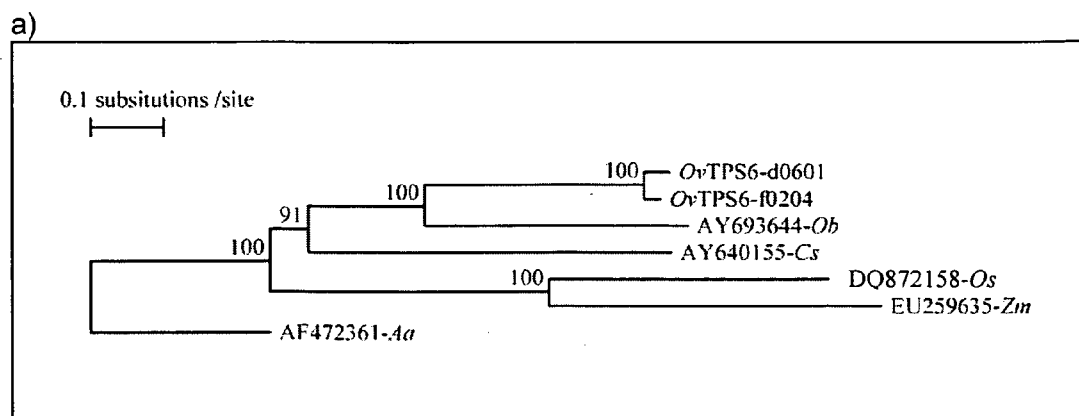 a)
0.1 subsitutions /site
100
OvTPS6-d0601
OvTPS6-f0204
100
AY693644-Ob
91
AY640155-Cs
100
100
DQ872158-Os
EU259635-Zm
AF472361-Aa